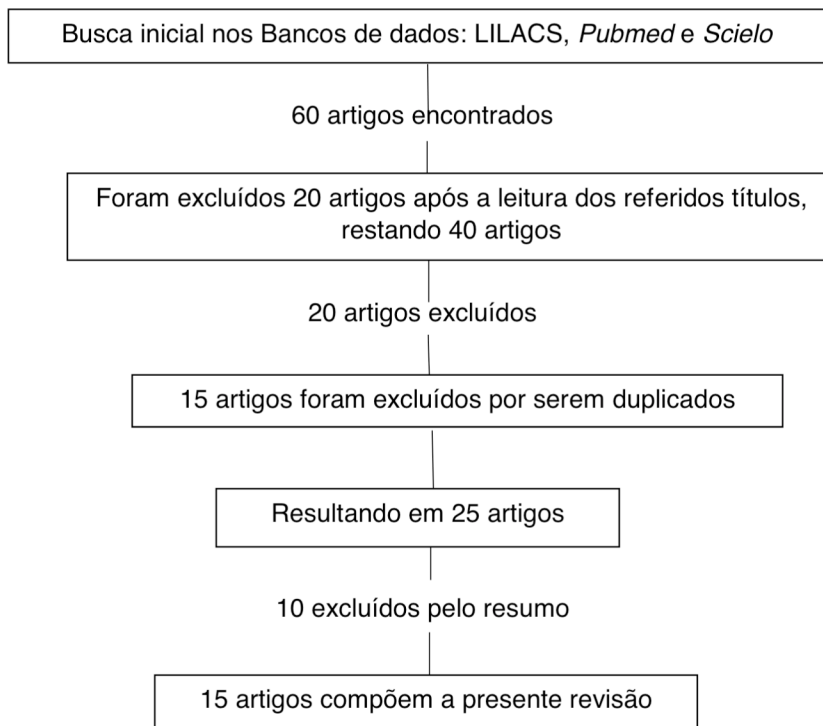 Busca inicial nos Bancos de dados: LILACS, Pubmed e Scielo
60 artigos encontrados
Foram excluídos 20 artigos após a leitura dos referidos títulos,
restando 40 artigos
20 artigos excluídos
15 artigos foram excluídos por serem duplicados
Resultando em 25 artigos
10 excluídos pelo resumo
15 artigos compõem a presente revisão